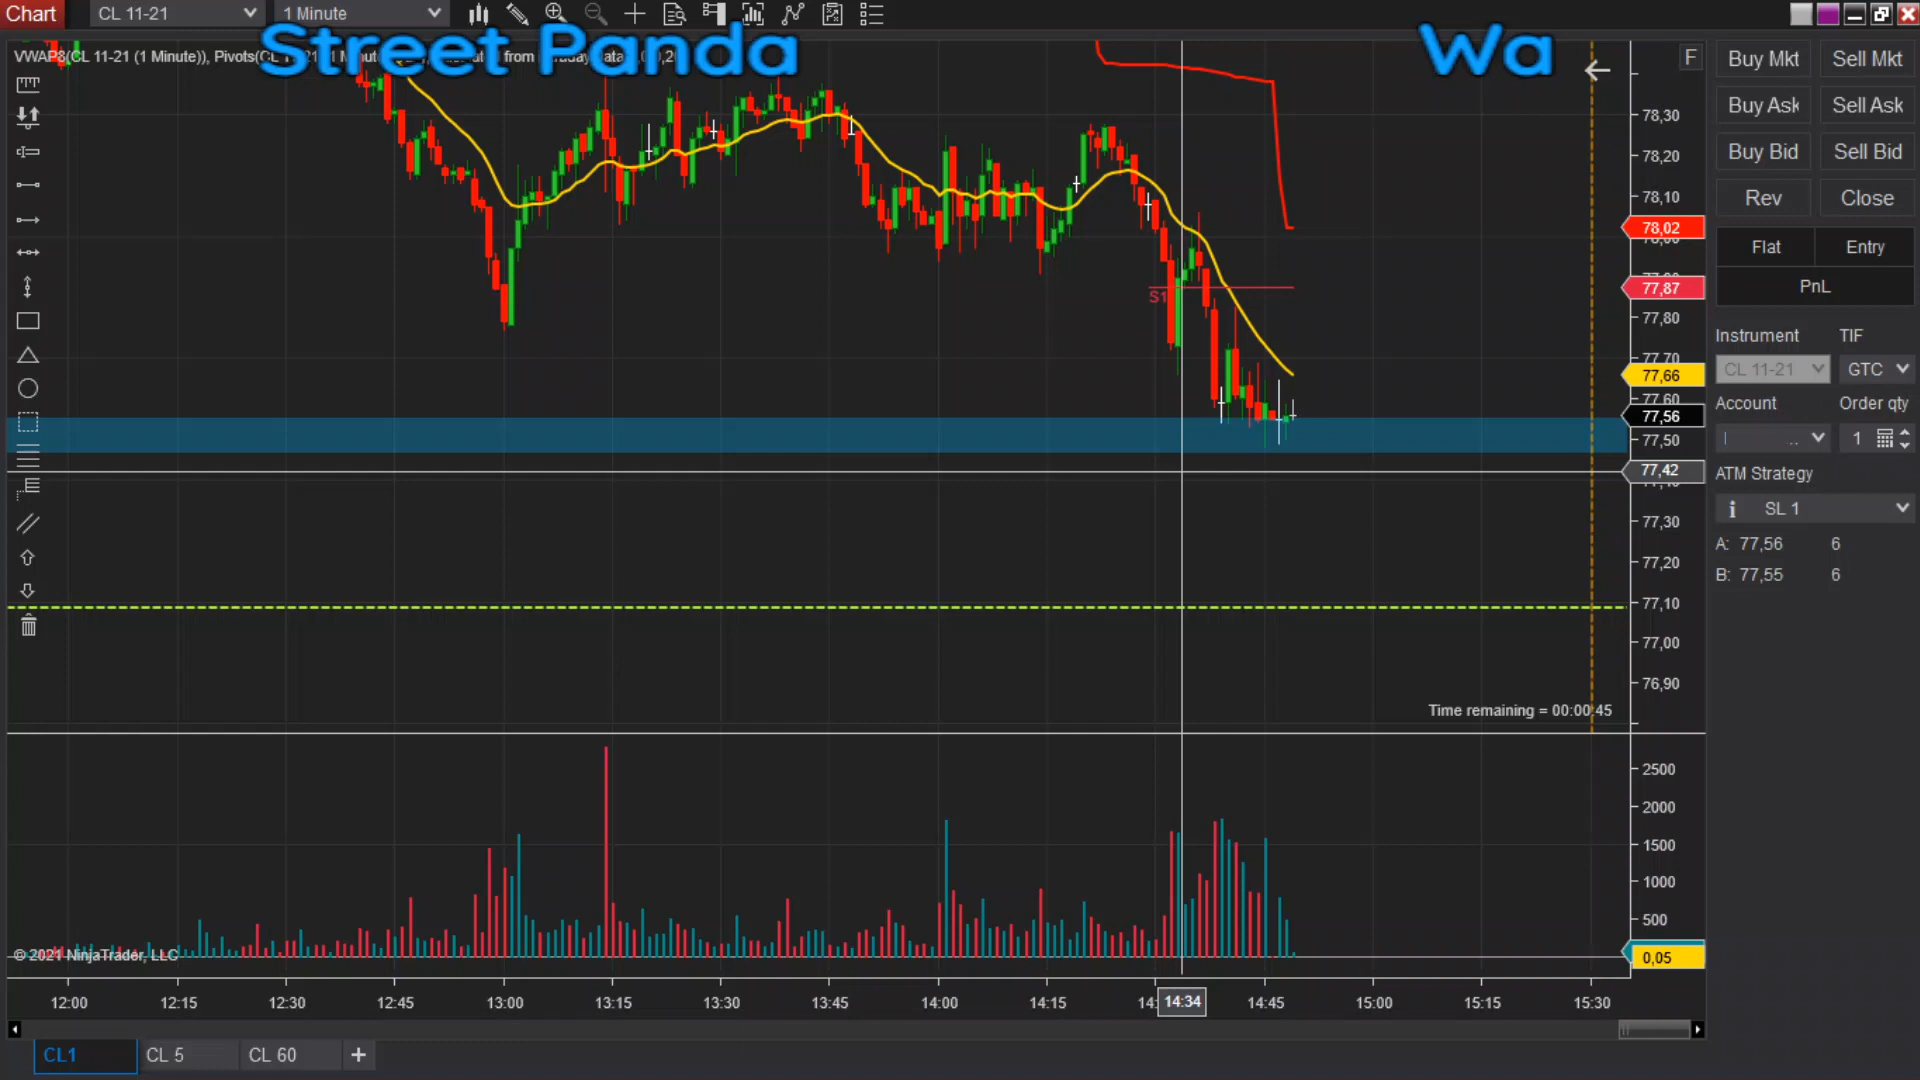 Chart
CL 11-21
1 Minute
Street Panda
Wa
VWAP8(CL 11-21 (1 Minute)), Pivots(CL
from
F
78,30
78,20
78,10
78,02
77,87
77,80
77,70
77,66
77,60
77,56
77,50
77,42
77,30
77,20
77,10
77,00
76,90
S1
Time remaining = 00:00:45
2500
2000
1500
1000
500
0,05
© 2021 NinjaTrader, LLC
12:00
12:15
12:30
12:45
13:00
13:15
13:30
13:45
14:00
14:15
14:34
14:45
15:00
15:15
15:30
CL1
CL 5
CL 60
+
Buy Mkt
Sell Mkt
Buy Ask
Sell Ask
Buy Bid
Sell Bid
Rev
Close
Flat
Entry
PnL
Instrument
TIF
CL 11-21
GTC
Account
Order qty
1
ATM Strategy
SL 1
A: 77,56 6
B: 77,55 6